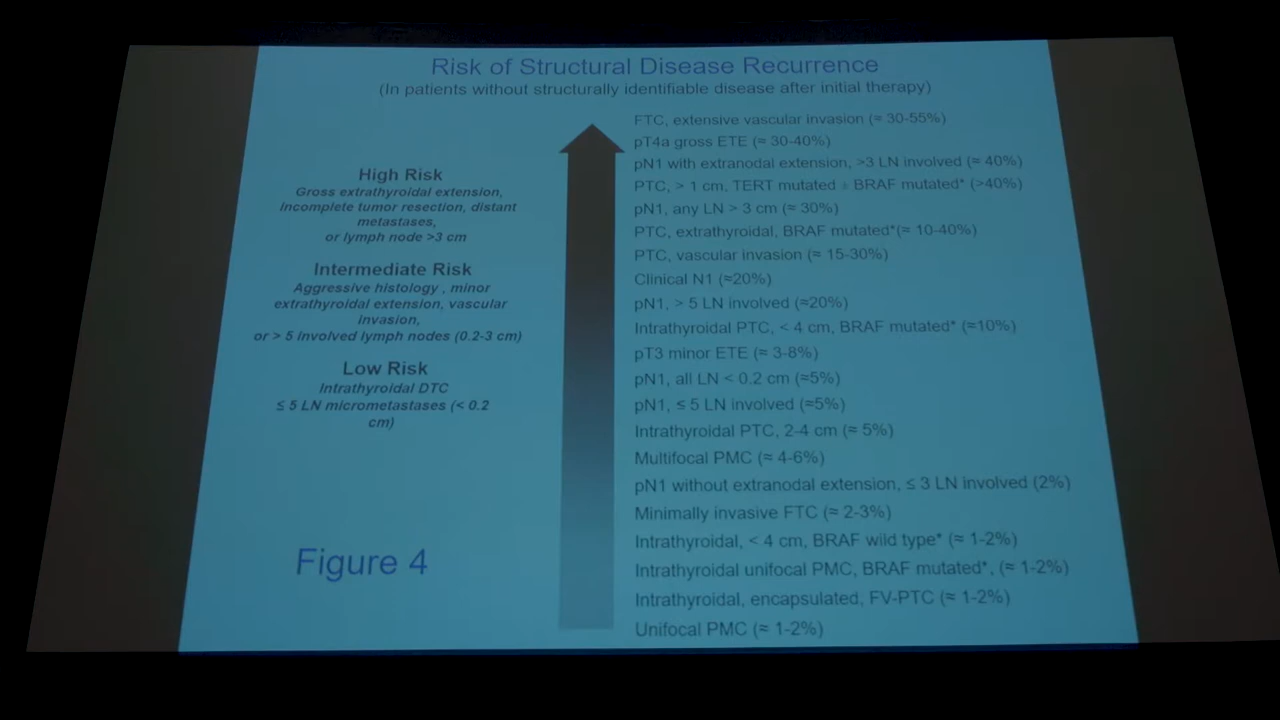 Risk of Structural Disease Recurrence
(In patients without structurally identifiable disease after initial therapy)
High Risk
Gross extrathyroidal extension,
Incomplete tumor resection, distant
metastases,
or lymph node >3 cm
Intermediate Risk
Aggressive histology , minor
extrathyroidal extension, vascular
invasion,
or > 5 involved lymph nodes (0.2-3 cm)
Low Risk
Intrathyroidal DTC
≤ 5 LN micrometastases (< 0.2
cm)
Figure 4
FTC, extensive vascular invasion (≈ 30-55%)
pT4a gross ETE (≈ 30-40%)
pN1 with extranodal extension, >3 LN involved (≈ 40%)
PTC, > 1 cm, TERT mutated ± BRAF mutated* (>40%)
pN1, any LN > 3 cm (≈ 30%)
PTC, extrathyroidal, BRAF mutated*(≈ 10-40%)
PTC, vascular invasion (≈ 15-30%)
Clinical N1 (≈20%)
pN1, > 5 LN involved (≈20%)
Intrathyroidal PTC, < 4 cm, BRAF mutated* (≈10%)
pT3 minor ETE (≈ 3-8%)
pN1, all LN < 0.2 cm (≈5%)
pN1, ≤ 5 LN involved (≈5%)
Intrathyroidal PTC, 2-4 cm (≈ 5%)
Multifocal PMC (≈ 4-6%)
pN1 without extranodal extension, ≤ 3 LN involved (2%)
Minimally invasive FTC (≈ 2-3%)
Intrathyroidal, < 4 cm, BRAF wild type* (≈ 1-2%)
Intrathyroidal unifocal PMC, BRAF mutated*, (≈ 1-2%)
Intrathyroidal, encapsulated, FV-PTC (≈ 1-2%)
Unifocal PMC (≈ 1-2%)